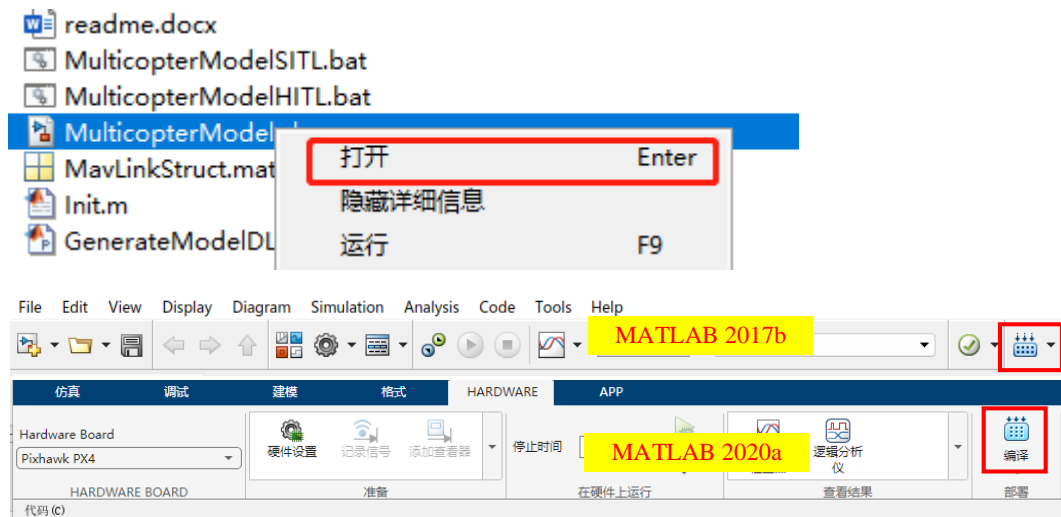 readme.docx
MulticopterModelSITL.bat
MulticopterModelHITL.bat
MulticopterModel
打开 Enter
MavLinkStruct.mat
隐藏详细信息
Init.m
GenerateModelDL
运行 F9
File Edit View Display Diagram Simulation Analysis Code Tools Help
MATLAB 2017b
仿真 调试 建模 格式 HARDWARE APP
Hardware Board
Pixhawk PX4
硬件设置 记录信号 添加查看器
停止时间
MATLAB 2020a
逻辑分析
仪
编译
HARDWARE BOARD 准备 在硬件上运行 查看结果 部署
代码 (C)